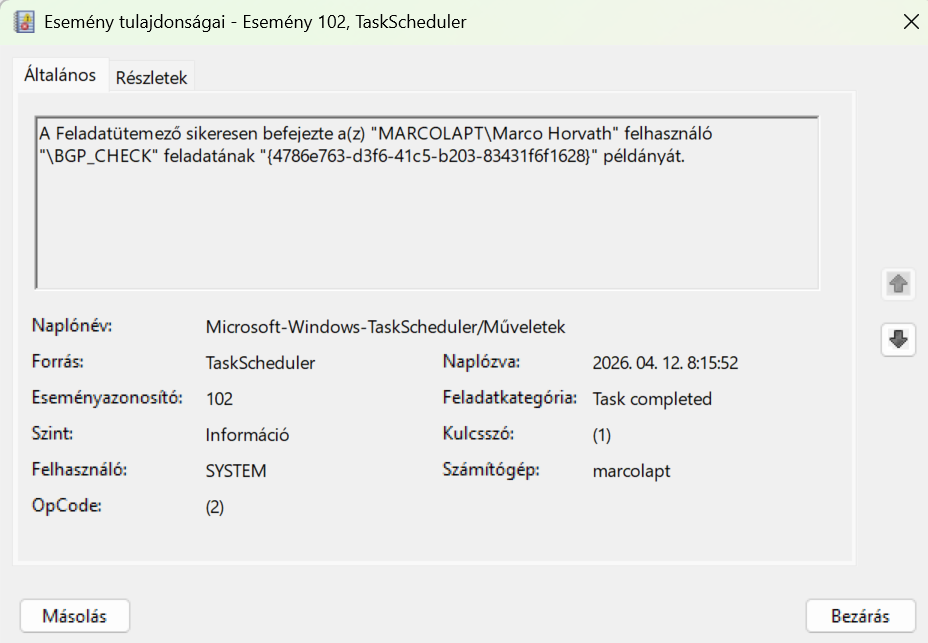 Esemény tulajdonságai - Esemény 102, TaskScheduler
Általános
Részletek
A Feladatütemező sikeresen befejezte a(z) "MARCOLAPT\Marco Horvath" felhasználó
"\BGP_CHECK" feladatának "{4786e763-d3f6-41c5-b203-83431f6f1628}" példányát.
Naplónév: Microsoft-Windows-TaskScheduler/Műveletek
Forrás: TaskScheduler Naplózva: 2026. 04. 12. 8:15:52
Eseményazonosító: 102 Feladatkategória: Task completed
Szint: Információ Kulcsszó: (1)
Felhasználó: SYSTEM Számítógép: marcolapt
OpCode: (2)
Másolás Bezárás